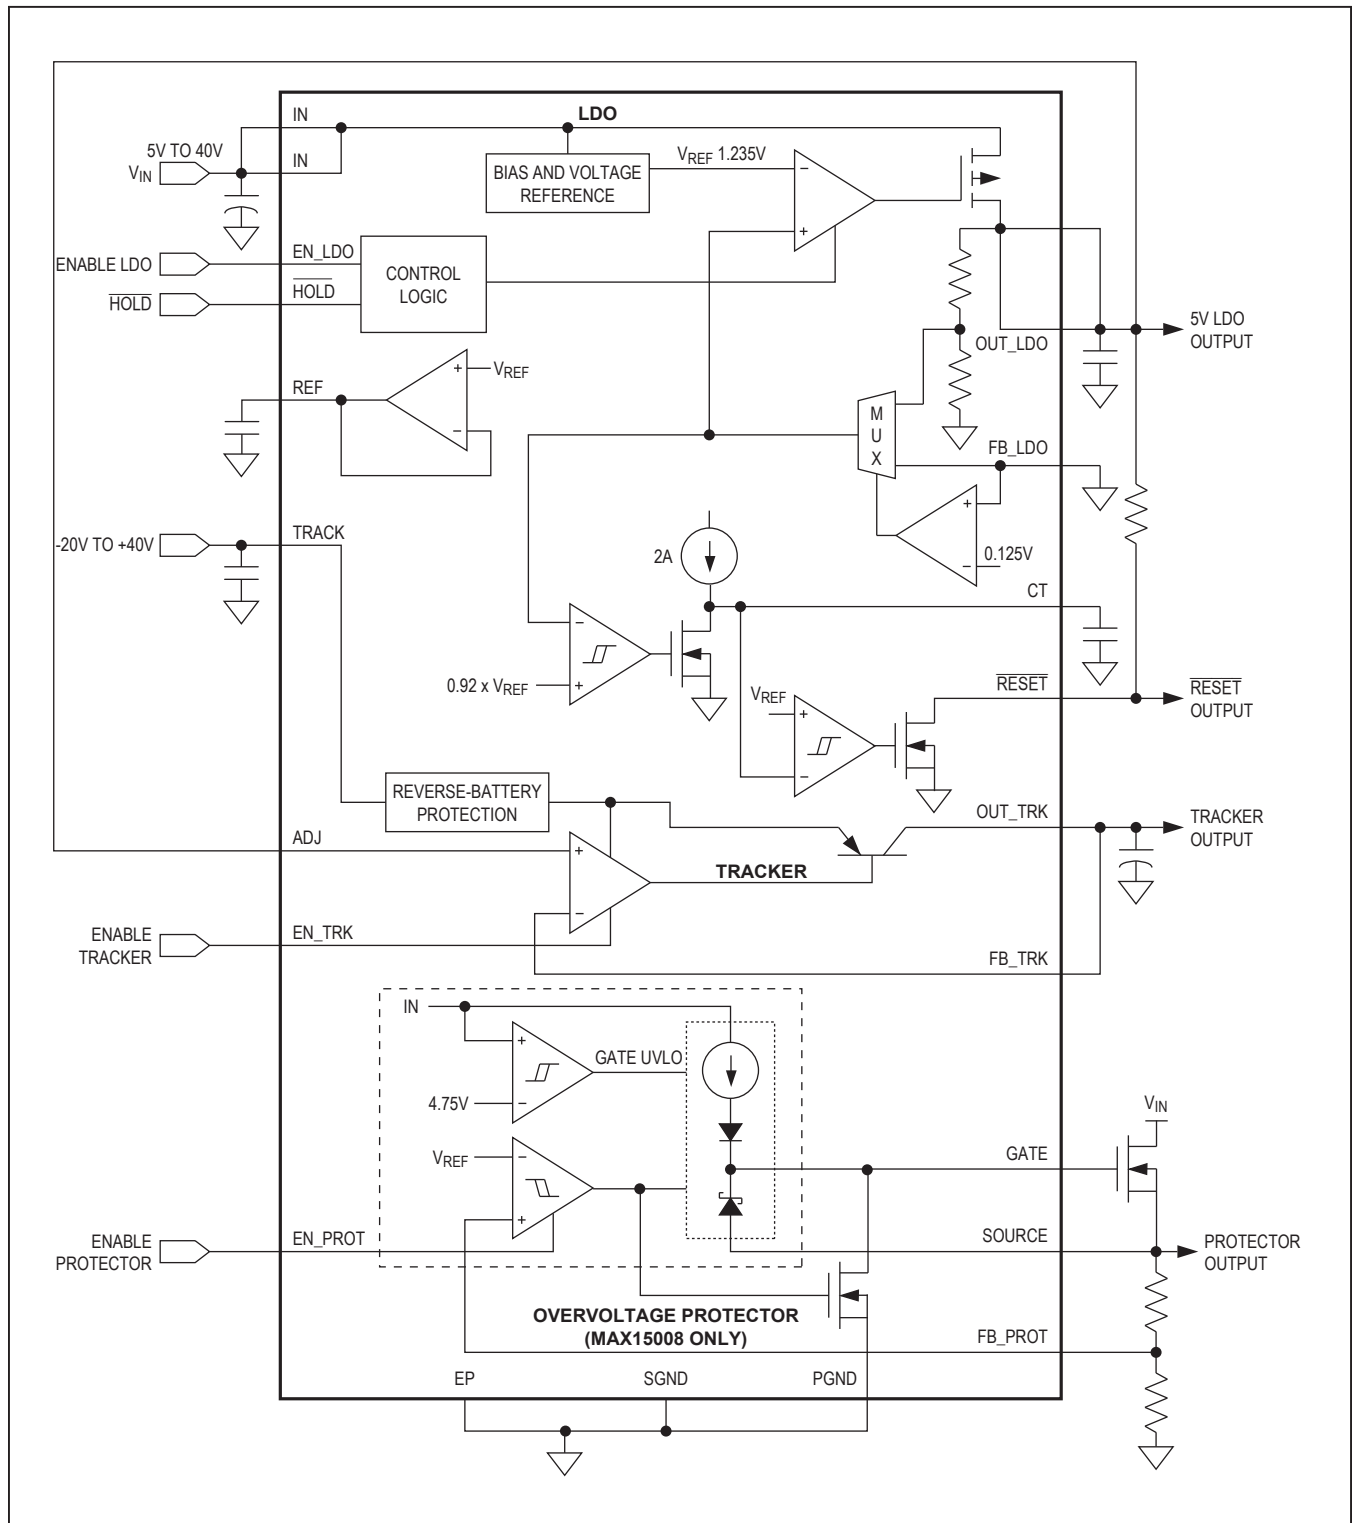 LDO
IN
5V TO 40V
VIN
IN
BIAS AND VOLTAGE
REFERENCE
VREF 1.235V
−
+
ENABLE LDO
EN_LDO
HOLD
HOLD
CONTROL
LOGIC
5V LDO
OUTPUT
OUT_LDO
REF
+
VREF
−
M
U
X
FB_LDO
+
0.125V
−
-20V TO +40V
TRACK
2A
CT
−
0.92 x VREF
+
VREF
+
−
RESET
RESET
OUTPUT
REVERSE-BATTERY
PROTECTION
OUT_TRK
TRACKER
OUTPUT
ADJ
+
TRACKER
−
ENABLE
TRACKER
EN_TRK
FB_TRK
IN
+
GATE UVLO
4.75V
−
VIN
VREF
−
GATE
+
ENABLE
PROTECTOR
EN_PROT
SOURCE
PROTECTOR
OUTPUT
OVERVOLTAGE PROTECTOR
(MAX15008 ONLY)
FB_PROT
EP
SGND
PGND